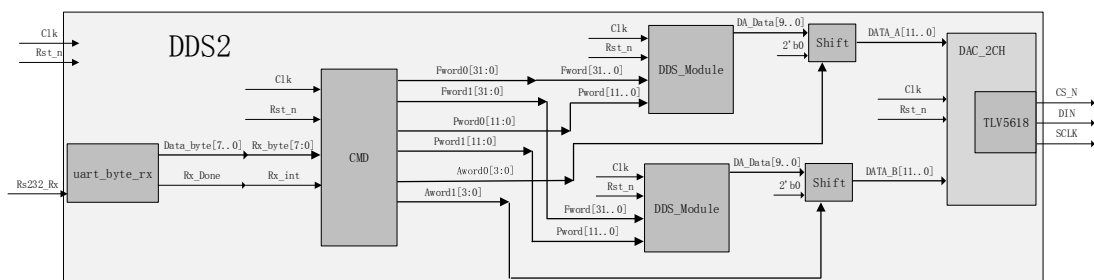 Clk
Rst_n
DDS2
Rs232_Rx
uart_byte_rx
Data_byte[7..0]
Rx_byte[7:0]
Rx_Done
Rx_int
Clk
Rst_n
CMD
Fword0[31:0]
Fword1[31:0]
Pword0[11:0]
Pword1[11:0]
Aword0[3:0]
Aword1[3:0]
Clk
Rst_n
Fword[31..0]
Pword[11..0]
DDS_Module
DA_Data[9..0]
2'b0
Shift
DATA_A[11..0]
Clk
Rst_n
Fword[31..0]
Pword[11..0]
DDS_Module
DA_Data[9..0]
2'b0
Shift
DATA_B[11..0]
DAC_2CH
Clk
Rst_n
TLV5618
CS_N
DIN
SCLK